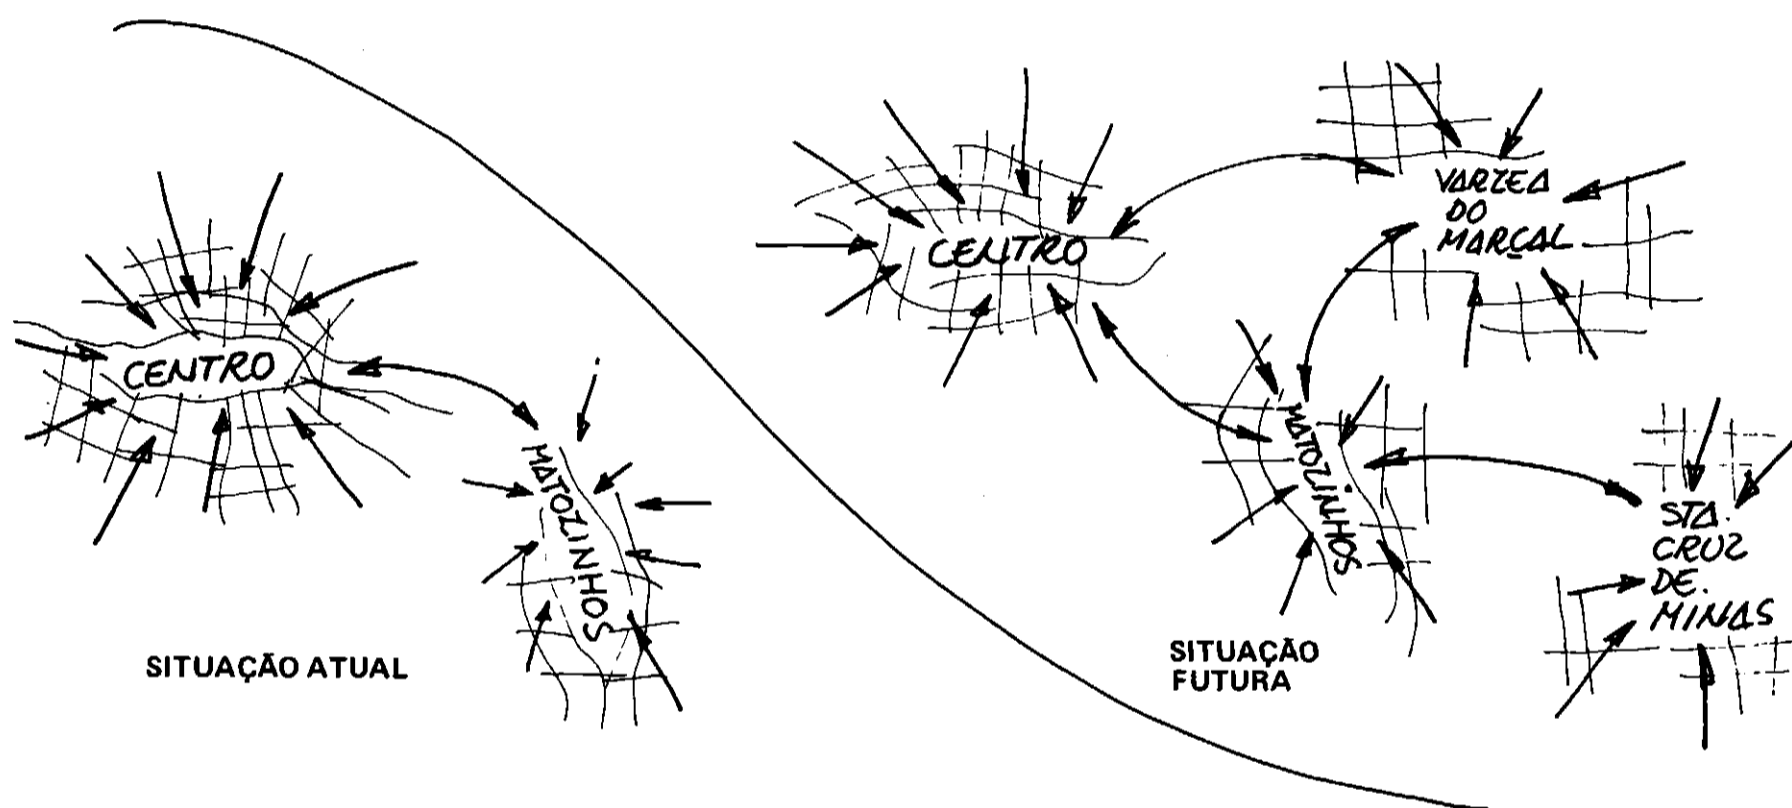 CENTRO
MATOZINHOS
SITUAÇÃO ATUAL
CENTRO
VARZEA
DO
MARÇAL
MATOZINHOS
STA.
CRUZ
DE.
MINAS
SITUAÇÃO
FUTURA